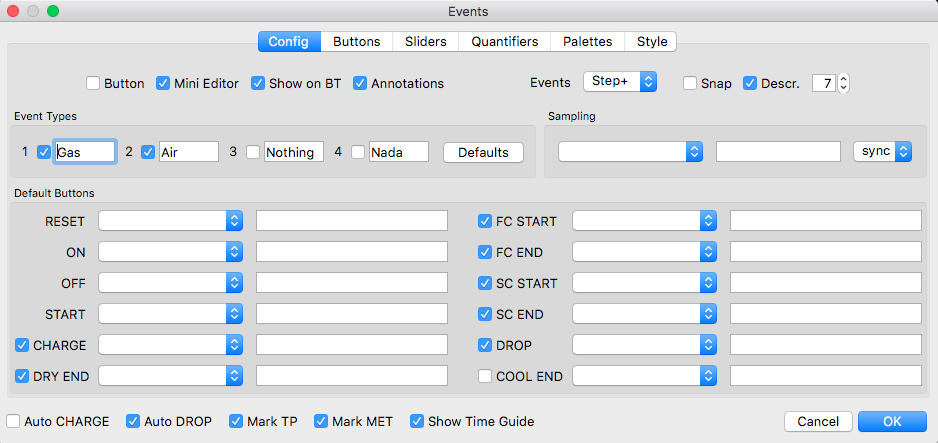 Events
Config Buttons Sliders Quantifiers Palettes Style
Button Mini Editor Show on BT Annotations Events Step+ Snap Descr. 7
Event Types Sampling
1 Gas 2 Air 3 Nothing 4 Nada Defaults sync
Default Buttons
RESET FC START
ON FC END
OFF SC START
START SC END
CHARGE DROP
DRY END COOL END
Auto CHARGE Auto DROP Mark TP Mark MET Show Time Guide Cancel OK